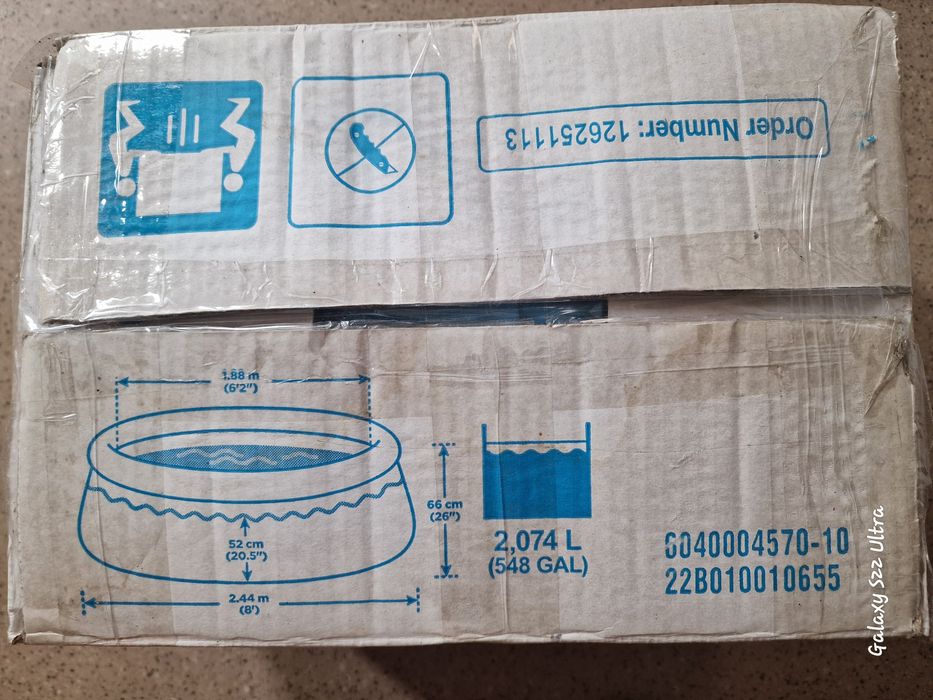 Order Number: 126251113
1.88 m
(6'2")
66 cm
(26")
52 cm
(20.5")
2.44 m
(8')
2,074 L
(548 GAL)
6040004570-10
22B010010655
Galaxy S22 Ultra